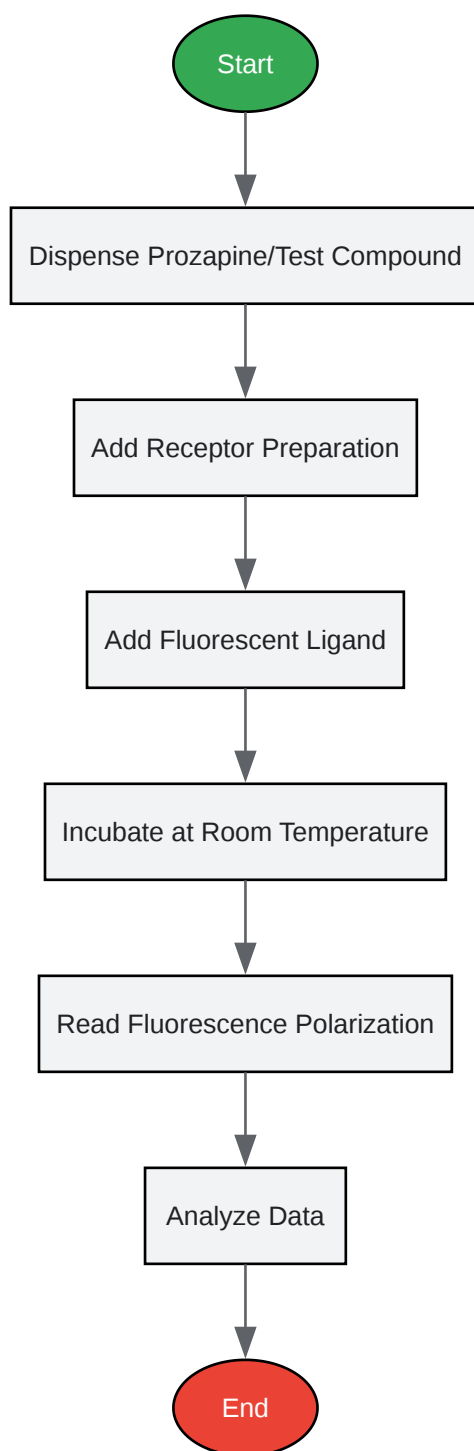 Start
Dispense Prozapine/Test Compound
Add Receptor Preparation
Add Fluorescent Ligand
Incubate at Room Temperature
Read Fluorescence Polarization
Analyze Data
End